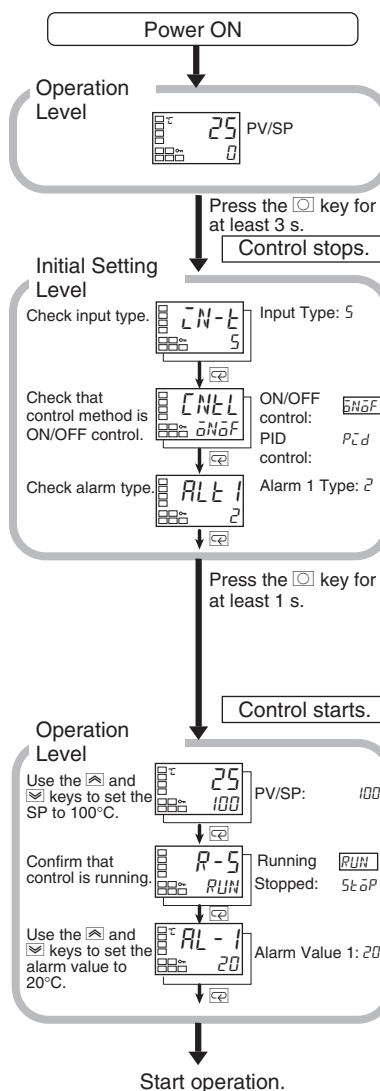 Power ON
Operation
Level
℃
25
0
PV/SP
Press the key for
at least 3 s.
Control stops.
Initial Setting
Level
Check input type.
īN-t
5
Input Type: 5
Check that
control method is
ON/OFF control.
CNtL
ōNōF
ON/OFF
control:
ōNōF
PID
control:
Pīd
Check alarm type.
ALt1
2
Alarm 1 Type: 2
Press the key for
at least 1 s.
Control starts.
Operation
Level
Use the and
keys to set the
SP to 100°C.
℃
25
100
PV/SP: 100
Confirm that
control is running.
R-S
RUN
Running
RUN
Stopped: StōP
Use the and
keys to set the
alarm value to
20°C.
℃
AL-1
20
Alarm Value 1: 20
Start operation.